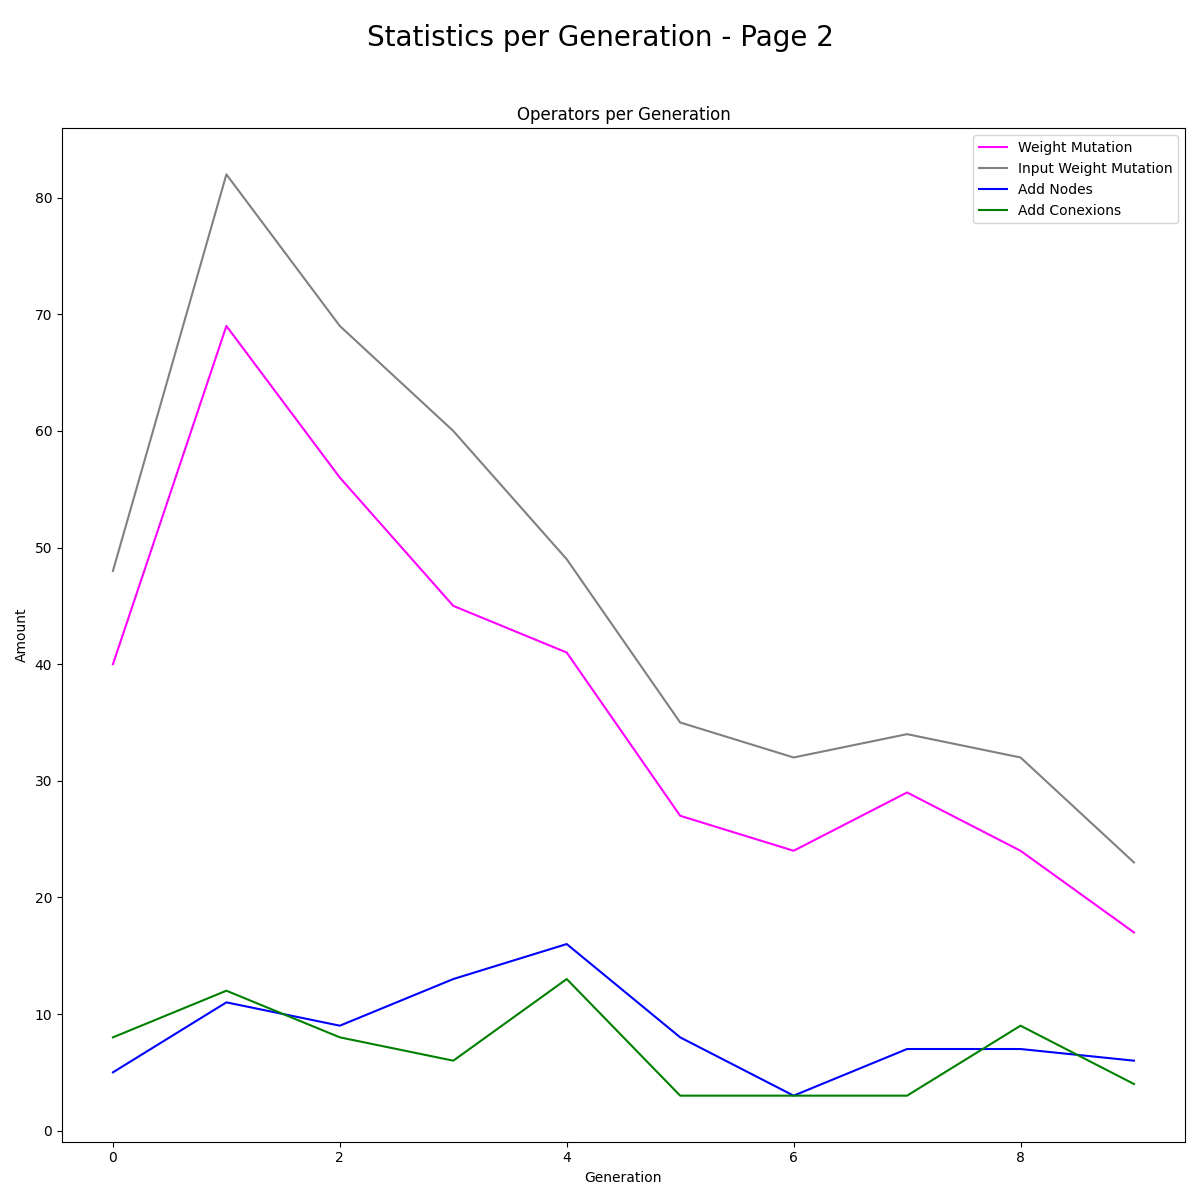 Statistics per Generation - Page 2
Operators per Generation
Weight Mutation
Input Weight Mutation
Add Nodes
Add Conexions
80
70
60
50
40
30
20
10
0
Amount
0 2 4 6 8
Generation